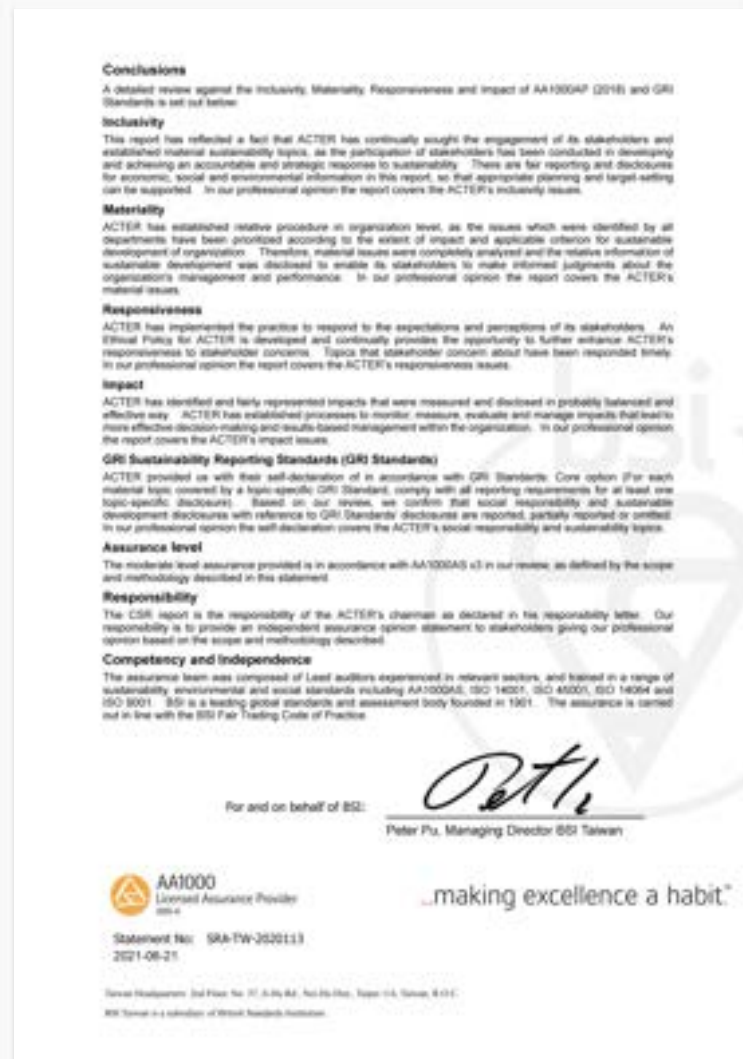 Conclusions
A detailed review against the Inclusivity, Materiality, Responsiveness and Impact of AA1000AP (2018) and GRI
Standards is set out below:
Inclusivity
This report has reflected a fact that ACTER has continually sought the engagement of its stakeholders and
established material sustainability topics, as the participation of stakeholders has been conducted in developing
and achieving an accountable and strategic response to sustainability. There are fair reporting and disclosures
for economic, social and environmental information in this report, so that appropriate planning and target-setting
can be supported. In our professional opinion the report covers the ACTER's inclusivity issues.
Materiality
ACTER has established relative procedure in organization level, as the issues which were identified by all
departments have been prioritized according to the extent of impact and applicable criterion for sustainable
development of organization. Therefore, material issues were completely analyzed and the relative information of
sustainable development was disclosed to enable its stakeholders to make informed judgments about the
organization's management and performance. In our professional opinion the report covers the ACTER's
material issues.
Responsiveness
ACTER has implemented the practice to respond to the expectations and perceptions of its stakeholders. An
Ethical Policy for ACTER is developed and continually provides the opportunity to further enhance ACTER's
responsiveness to stakeholder concerns. Topics that stakeholder concern about have been responded timely.
In our professional opinion the report covers the ACTER's responsiveness issues.
Impact
ACTER has identified and fairly represented impacts that were measured and disclosed in probably balanced and
effective way. ACTER has established processes to monitor, measure, evaluate and manage impacts that lead to
more effective decision-making and results-based management within the organization. In our professional opinion
the report covers the ACTER's impact issues.
GRI Sustainability Reporting Standards (GRI Standards)
ACTER provided us with their self-declaration of in accordance with GRI Standards: Core option (For each
material topic covered by a topic-specific GRI Standard, comply with all reporting requirements for at least one
topic-specific disclosure). Based on our review, we confirm that social responsibility and sustainable
development disclosures with reference to GRI Standards' disclosures are reported, partially reported or omitted.
In our professional opinion the self-declaration covers the ACTER's social responsibility and sustainability topics.
Assurance level
The moderate level assurance provided is in accordance with AA1000AS v3 in our review, as defined by the scope
and methodology described in this statement.
Responsibility
The CSR report is the responsibility of the ACTER's chairman as declared in his responsibility letter. Our
responsibility is to provide an independent assurance opinion statement to stakeholders giving our professional
opinion based on the scope and methodology described.
Competency and Independence
The assurance team was composed of Lead auditors experienced in relevant sectors, and trained in a range of
sustainability, environmental and social standards including AA1000AS, ISO 14001, ISO 45001, ISO 14064 and
ISO 9001. BSI is a leading global standards and assessment body founded in 1901. The assurance is carried
out in line with the BSI Fair Trading Code of Practice.
bsi
For and on behalf of BSI:
Peter Pu, Managing Director BSI Taiwan
AA1000
Licensed Assurance Provider
...making excellence a habit.™
Statement No: SRA-TW-2020113
2021-06-21
Taiwan Headquarters: 2nd Floor, No. 37, Ji-Hu Rd., Nei-Hu Dist., Taipei 114, Taiwan, R.O.C.
BSI Taiwan is a subsidiary of British Standards Institution.